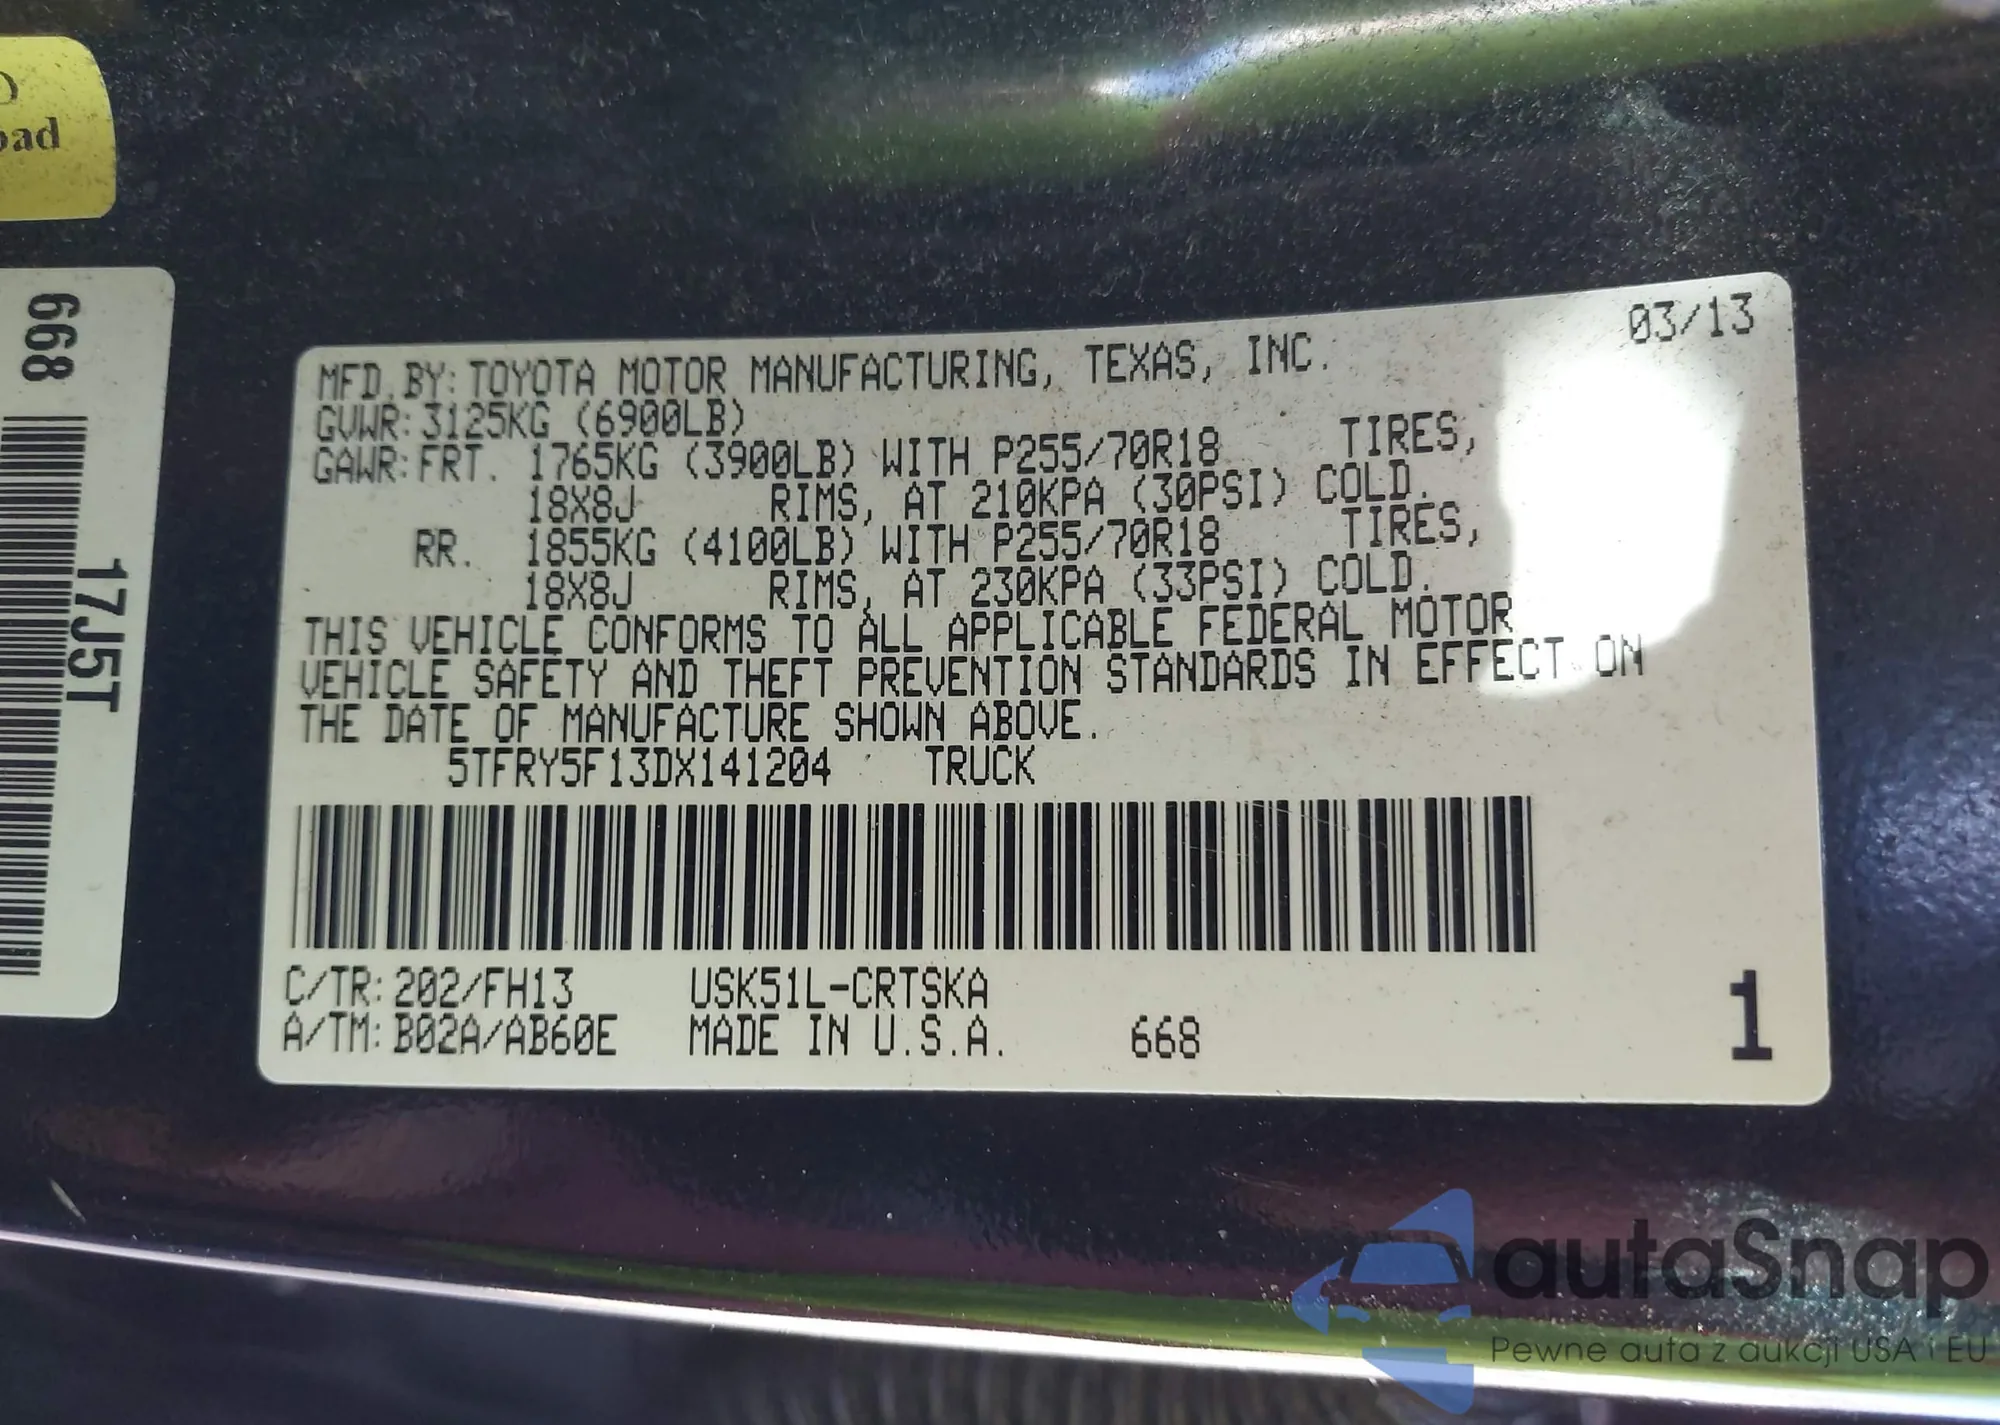 668
17J5T
03/13
MFD.BY: TOYOTA MOTOR MANUFACTURING, TEXAS, INC.
GVWR: 3125KG (6900LB)
GAWR: FRT. 1765KG (3900LB) WITH P255/70R18 TIRES,
18X8J RIMS, AT 210KPA (30PSI) COLD.
RR. 1855KG (4100LB) WITH P255/70R18 TIRES,
18X8J RIMS, AT 230KPA (33PSI) COLD.
THIS VEHICLE CONFORMS TO ALL APPLICABLE FEDERAL MOTOR
VEHICLE SAFETY AND THEFT PREVENTION STANDARDS IN EFFECT ON
THE DATE OF MANUFACTURE SHOWN ABOVE.
5TFRY5F13DX141204 TRUCK
C/TR: 202/FH13 USK51L-CRTSKA
A/TM: B02A/AB60E MADE IN U.S.A. 668
1
autaSnap
Pewne auta z aukcji USA i EU